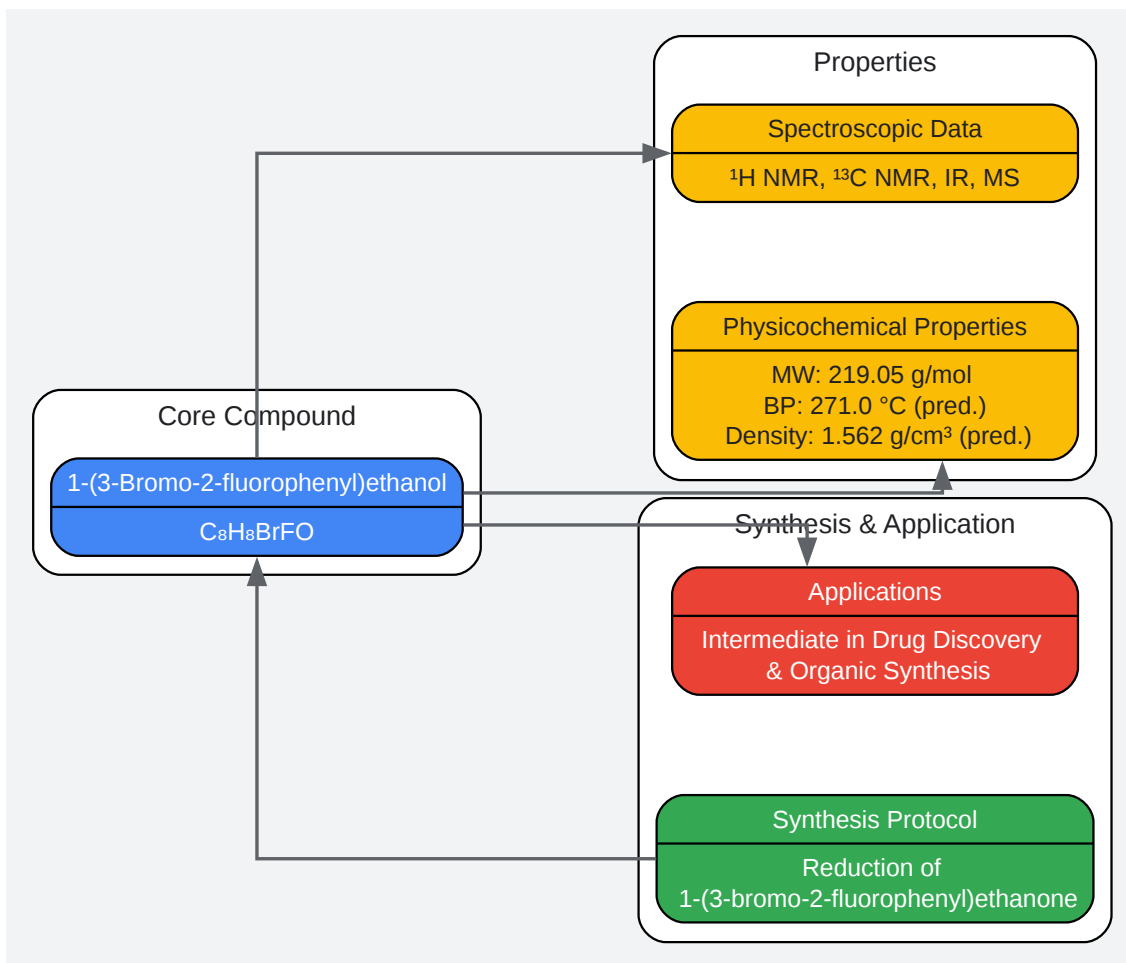 Properties
Spectroscopic Data
¹H NMR, ¹³C NMR, IR, MS
Physicochemical Properties
MW: 219.05 g/mol
BP: 271.0 °C (pred.)
Density: 1.562 g/cm³ (pred.)
Core Compound
1-(3-Bromo-2-fluorophenyl)ethanol
C₈H₈BrFO
Synthesis & Application
Applications
Intermediate in Drug Discovery
& Organic Synthesis
Synthesis Protocol
Reduction of
1-(3-bromo-2-fluorophenyl)ethanone